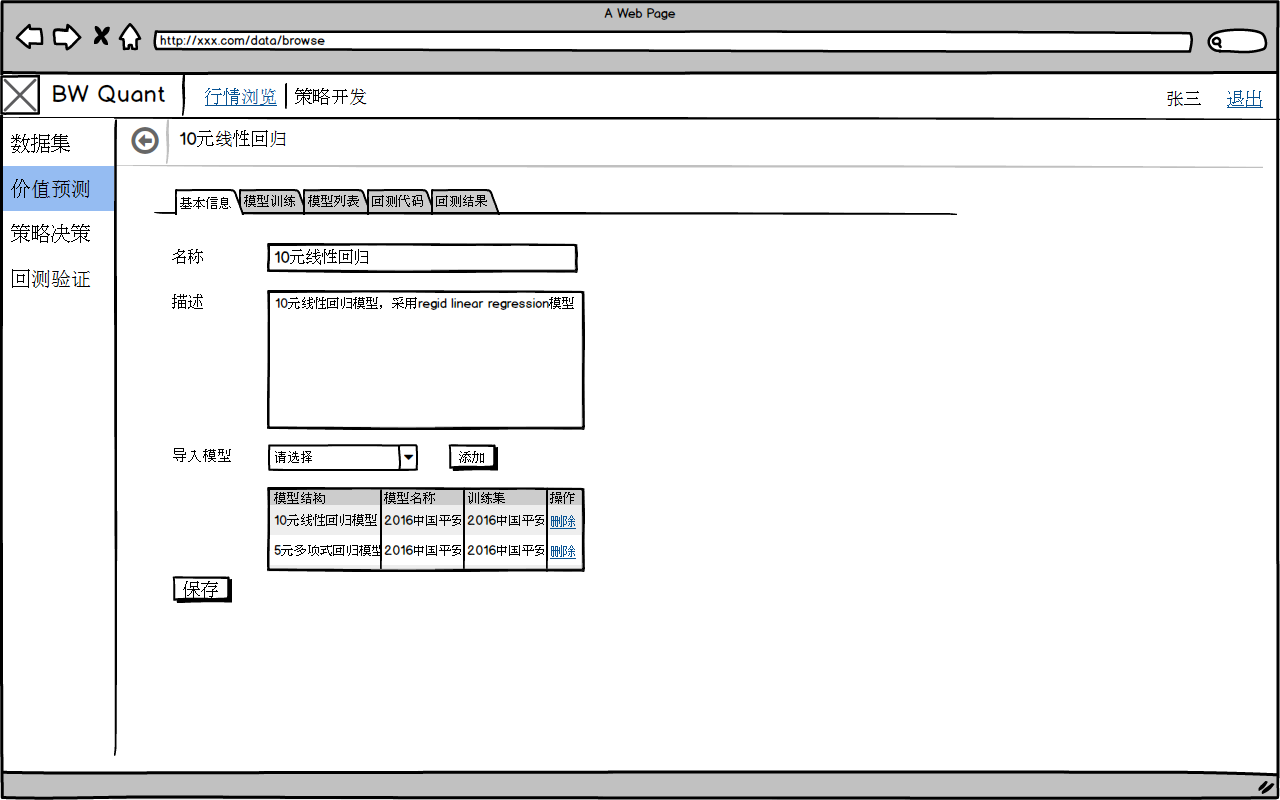 A Web Page
http://xxx.com/data/browse
BW Quant 行情浏览 策略开发 张三 退出
数据集
价值预测
策略决策
回测验证
10元线性回归
基本信息 模型训练 模型列表 回测代码 回测结果
名称 10元线性回归
描述 10元线性回归模型，采用regid linear regression模型
导入模型 请选择 添加
模型结构 模型名称 训练集 操作
10元线性回归模型 2016中国平安 2016中国平安 删除
5元多项式回归模型 2016中国平安 2016中国平安 删除
保存